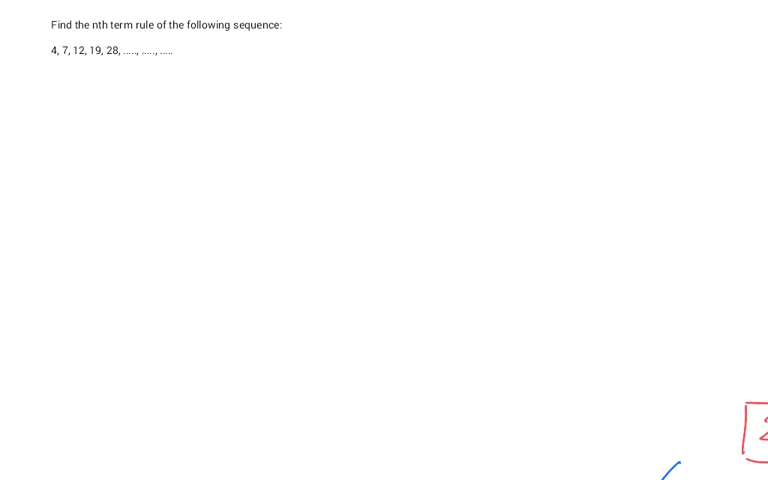 Find the nth term rule of the following sequence:
4, 7, 12, 19, 28, ....., ....., .....